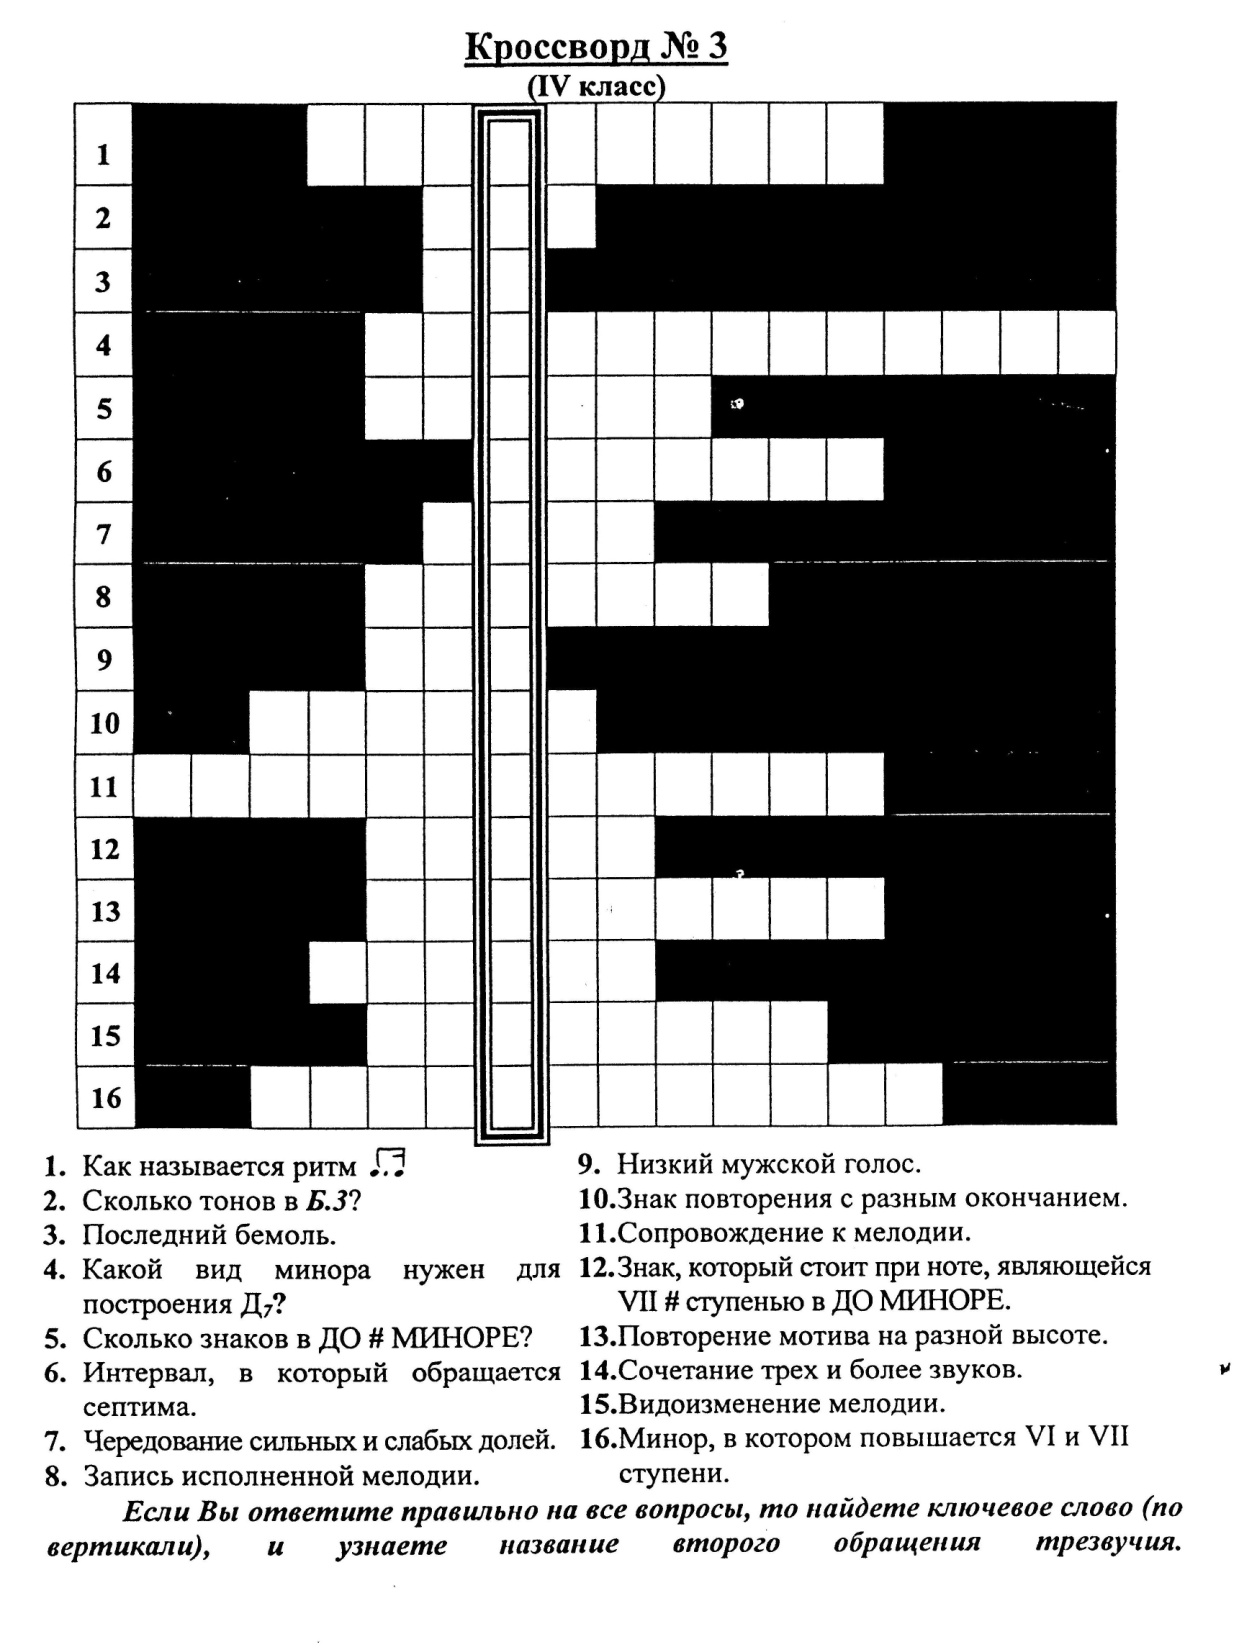 Кроссворд № 3
(IV класс)
1
2
3
4
5
6
7
8
9
10
11
12
13
14
15
16
1. Как называется ритм
2. Сколько тонов в Б.3?
3. Последний бемоль.
4. Какой вид минора нужен для
построения Д7?
5. Сколько знаков в ДО # МИНОРЕ?
6. Интервал, в который обращается
септима.
7. Чередование сильных и слабых долей.
8. Запись исполненной мелодии.
9. Низкий мужской голос.
10.Знак повторения с разным окончанием.
11.Сопровождение к мелодии.
12.Знак, который стоит при ноте, являющейся
VII # ступенью в ДО МИНОРЕ.
13.Повторение мотива на разной высоте.
14.Сочетание трех и более звуков.
15.Видоизменение мелодии.
16.Минор, в котором повышается VI и VII
ступени.
Если Вы ответите правильно на все вопросы, то найдете ключевое слово (по
вертикали), и узнаете название второго обращения трезвучия.